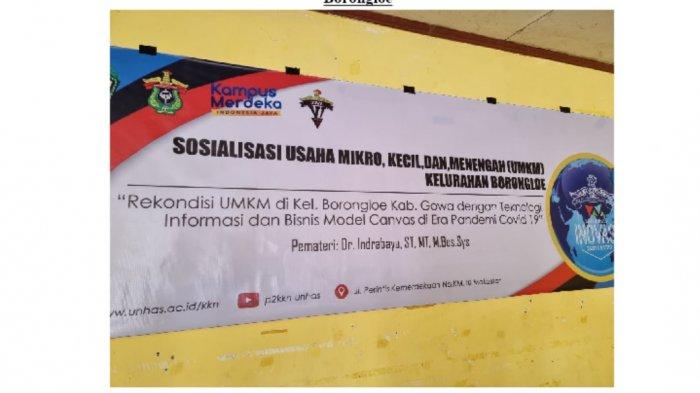 Borongloe
Kampus
Merdeka
INDONESIA JAYA
SOSIALISASI USAHA MIKRO, KECIL,DAN,MENENGAH (UMKM)
KELURAHAN BORONGLOE
"Rekondisi UMKM di Kel. Borongloe Kab. Gowa dengan Teknologi
Informasi dan Bisnis Model Canvas di Era Pandemi Covid 19"
Pemateri: Dr. Indrabayu, ST, MT, M.Bus.Sys
INOVASI
w.unhas.ac.id/kkn
p2kkn unhas
Jl. Perintis Kemerdekaan No.KM. 10 Makassar